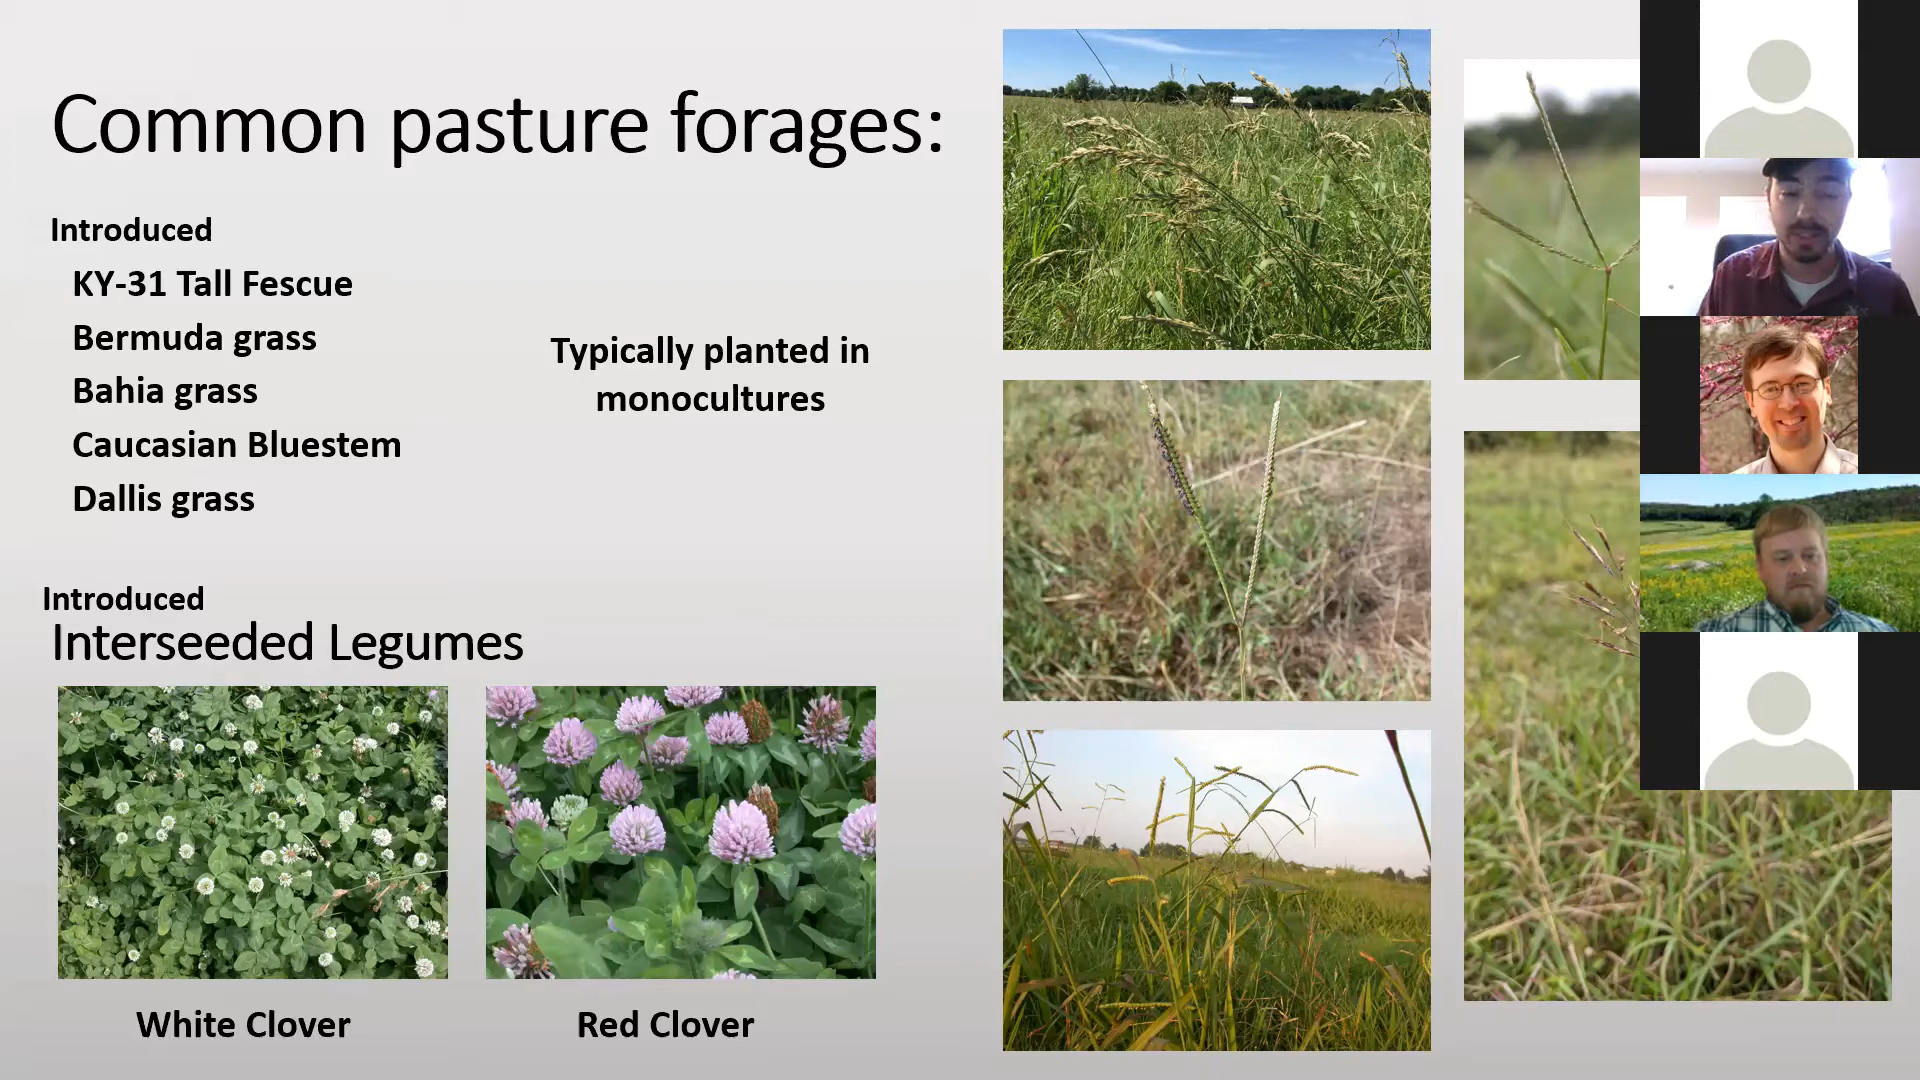 Common pasture forages:
Introduced
KY-31 Tall Fescue
Bermuda grass
Bahia grass
Caucasian Bluestem
Dallis grass
Typically planted in
monocultures
Introduced
Interseeded Legumes
White Clover
Red Clover